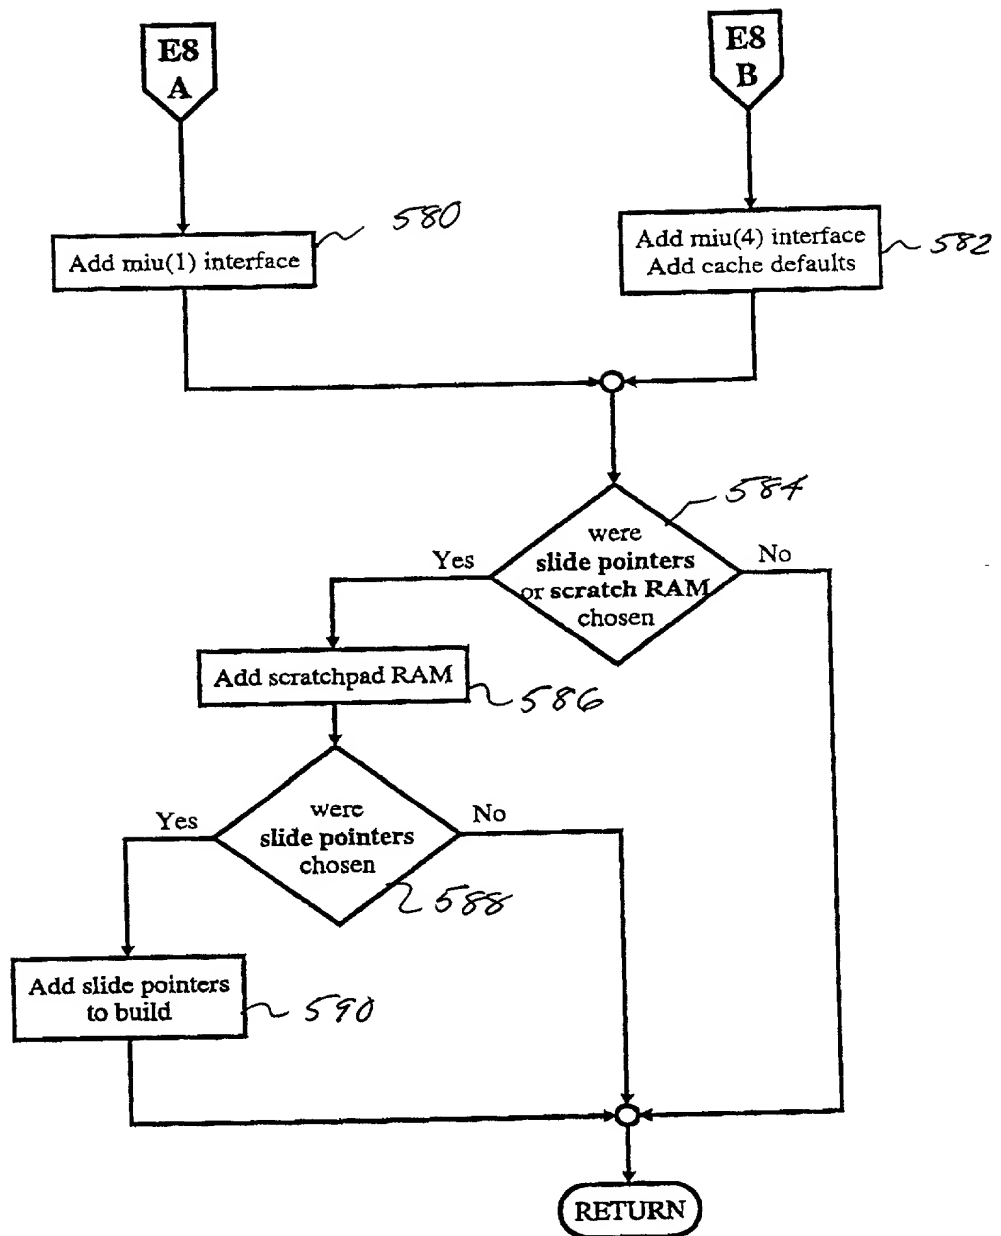 E8
A
E8
B
580
Add miu(1) interface
Add miu(4) interface
Add cache defaults
582
584
were
slide pointers
or scratch RAM
chosen
Yes
No
Add scratchpad RAM
586
were
slide pointers
chosen
Yes
No
588
Add slide pointers
to build
590
RETURN